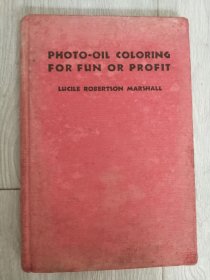 PHOTO-OIL COLORING
FOR FUN OR PROFIT
LUCILE ROBERTSON MARSHALL